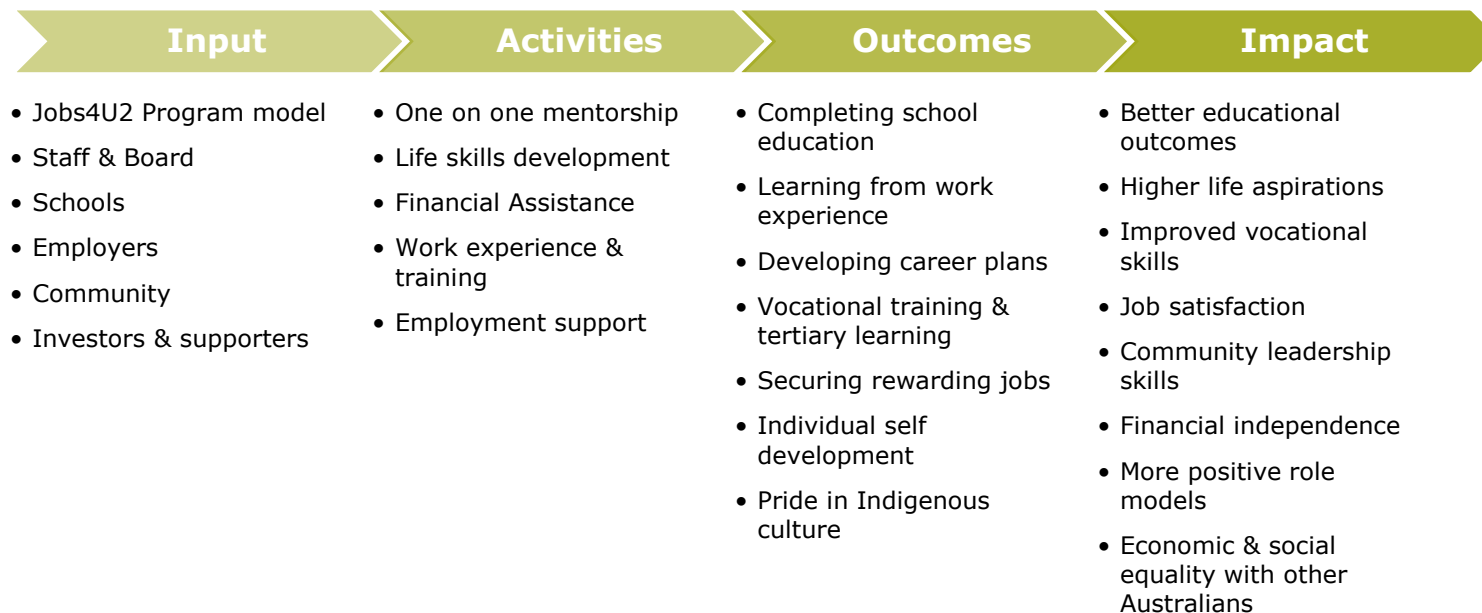 Input
Activities
Outcomes
Impact
• Jobs4U2 Program model
• Staff & Board
• Schools
• Employers
• Community
• Investors & supporters
• One on one mentorship
• Life skills development
• Financial Assistance
• Work experience &
training
• Employment support
• Completing school
education
• Learning from work
experience
• Developing career plans
• Vocational training &
tertiary learning
• Securing rewarding jobs
• Individual self
development
• Pride in Indigenous
culture
• Better educational
outcomes
• Higher life aspirations
• Improved vocational
skills
• Job satisfaction
• Community leadership
skills
• Financial independence
• More positive role
models
• Economic & social
equality with other
Australians